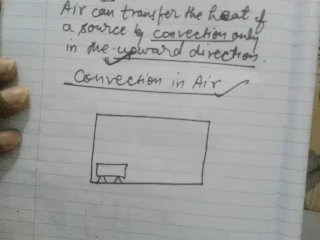 Air can transfer the heat of
a source by convection only
in the upward direction.
Convection in Air